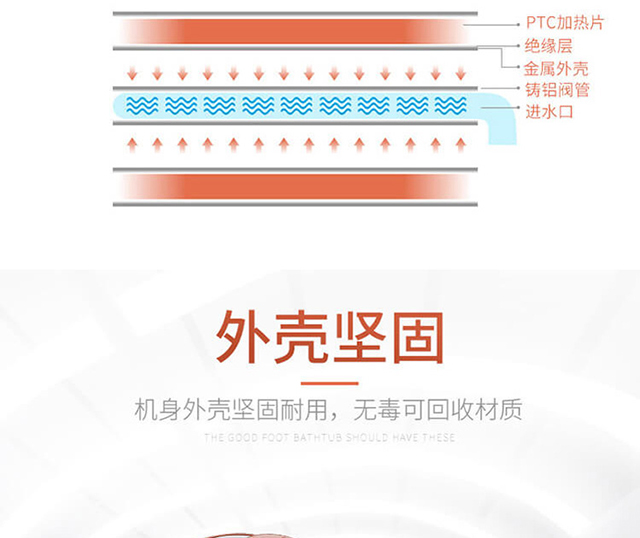 PTC加热片
绝缘层
金属外壳
铸铝阀管
进水口
外壳坚固
机身外壳坚固耐用，无毒可回收材质
THE GOOD FOOT BATHTUB SHOULD HAVE THESE